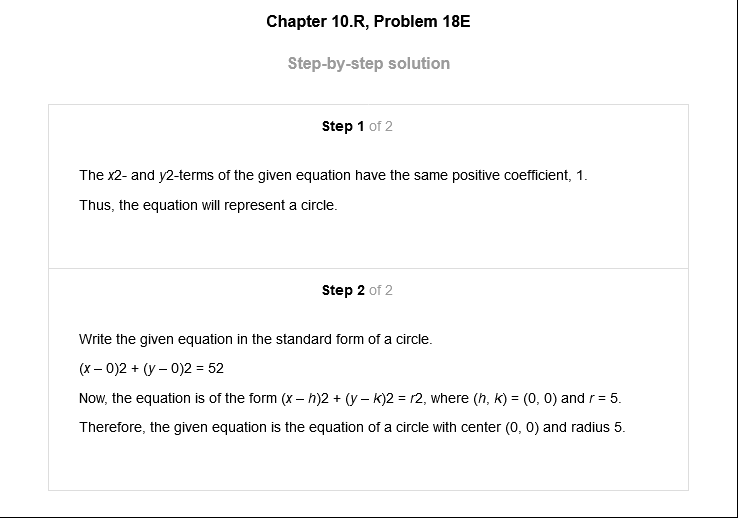 Chapter 10.R, Problem 18E
Step-by-step solution
Step 1 of 2
The x2- and y2-terms of the given equation have the same positive coefficient, 1.
Thus, the equation will represent a circle.
Step 2 of 2
Write the given equation in the standard form of a circle.
(x – 0)2 + (y – 0)2 = 52
Now, the equation is of the form (x – h)2 + (y – k)2 = r2, where (h, k) = (0, 0) and r = 5.
Therefore, the given equation is the equation of a circle with center (0, 0) and radius 5.